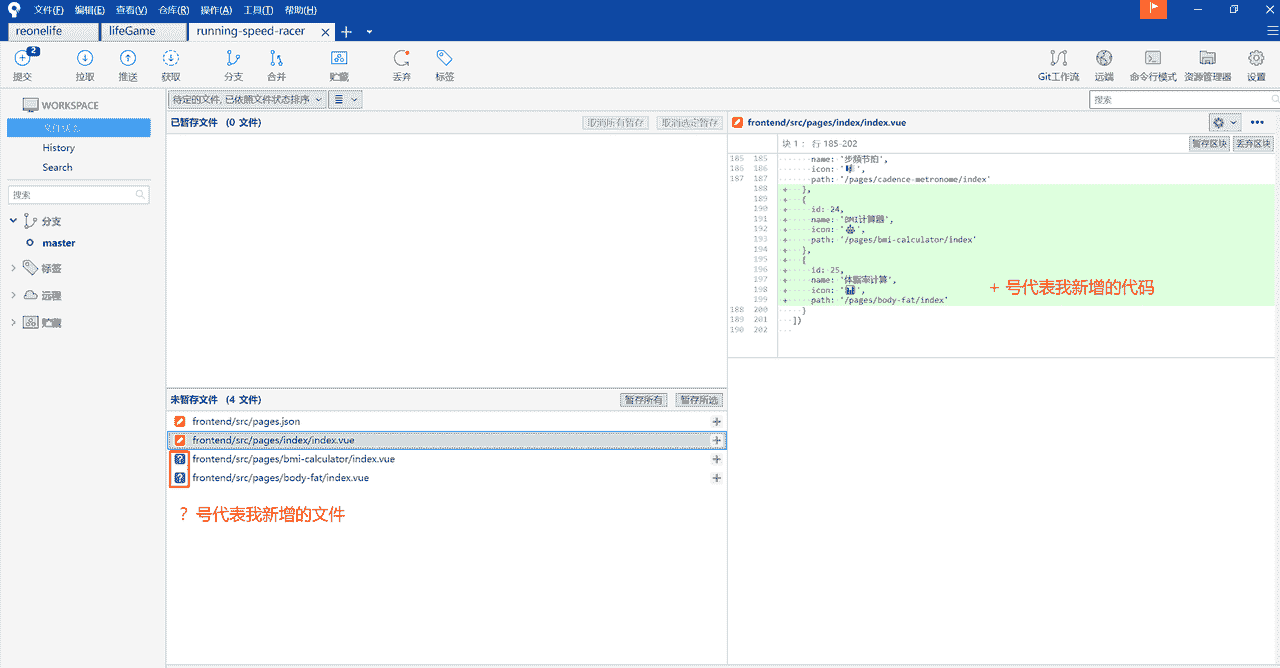 文件(F) 编辑(E) 查看(V) 仓库(R) 操作(A) 工具(T) 帮助(H)
reonelife lifeGame running-speed-racer
2
提交 拉取 推送 获取 分支 合并 贮藏 丢弃 标签 Git工作流 远端 命令行模式 资源管理器 设置
WORKSPACE
文件状态
History
Search
搜索
分支
master
标签
远程
贮藏
待定的文件, 已依照文件状态排序
搜索
已暂存文件 (0 文件) 取消所有暂存 取消选定暂存
未暂存文件 (4 文件) 暂存所有 暂存所选
frontend/src/pages.json
frontend/src/pages/index/index.vue
frontend/src/pages/bmi-calculator/index.vue
frontend/src/pages/body-fat/index.vue
? 号代表我新增的文件
frontend/src/pages/index/index.vue
块 1： 行 185-202 暂存区块 丢弃区块
185 185 name: '步频节拍',
186 186 icon: '🎼',
187 187 path: '/pages/cadence-metronome/index'
188 + },
189 + {
190 + id: 24,
191 + name: 'BMI计算器',
192 + icon: '',
193 + path: '/pages/bmi-calculator/index'
194 + },
195 + {
196 + id: 25,
197 + name: '体脂率计算',
198 + icon: '📊',
199 + path: '/pages/body-fat/index'
188 200 }
189 201 ])
190 202
+ 号代表我新增的代码